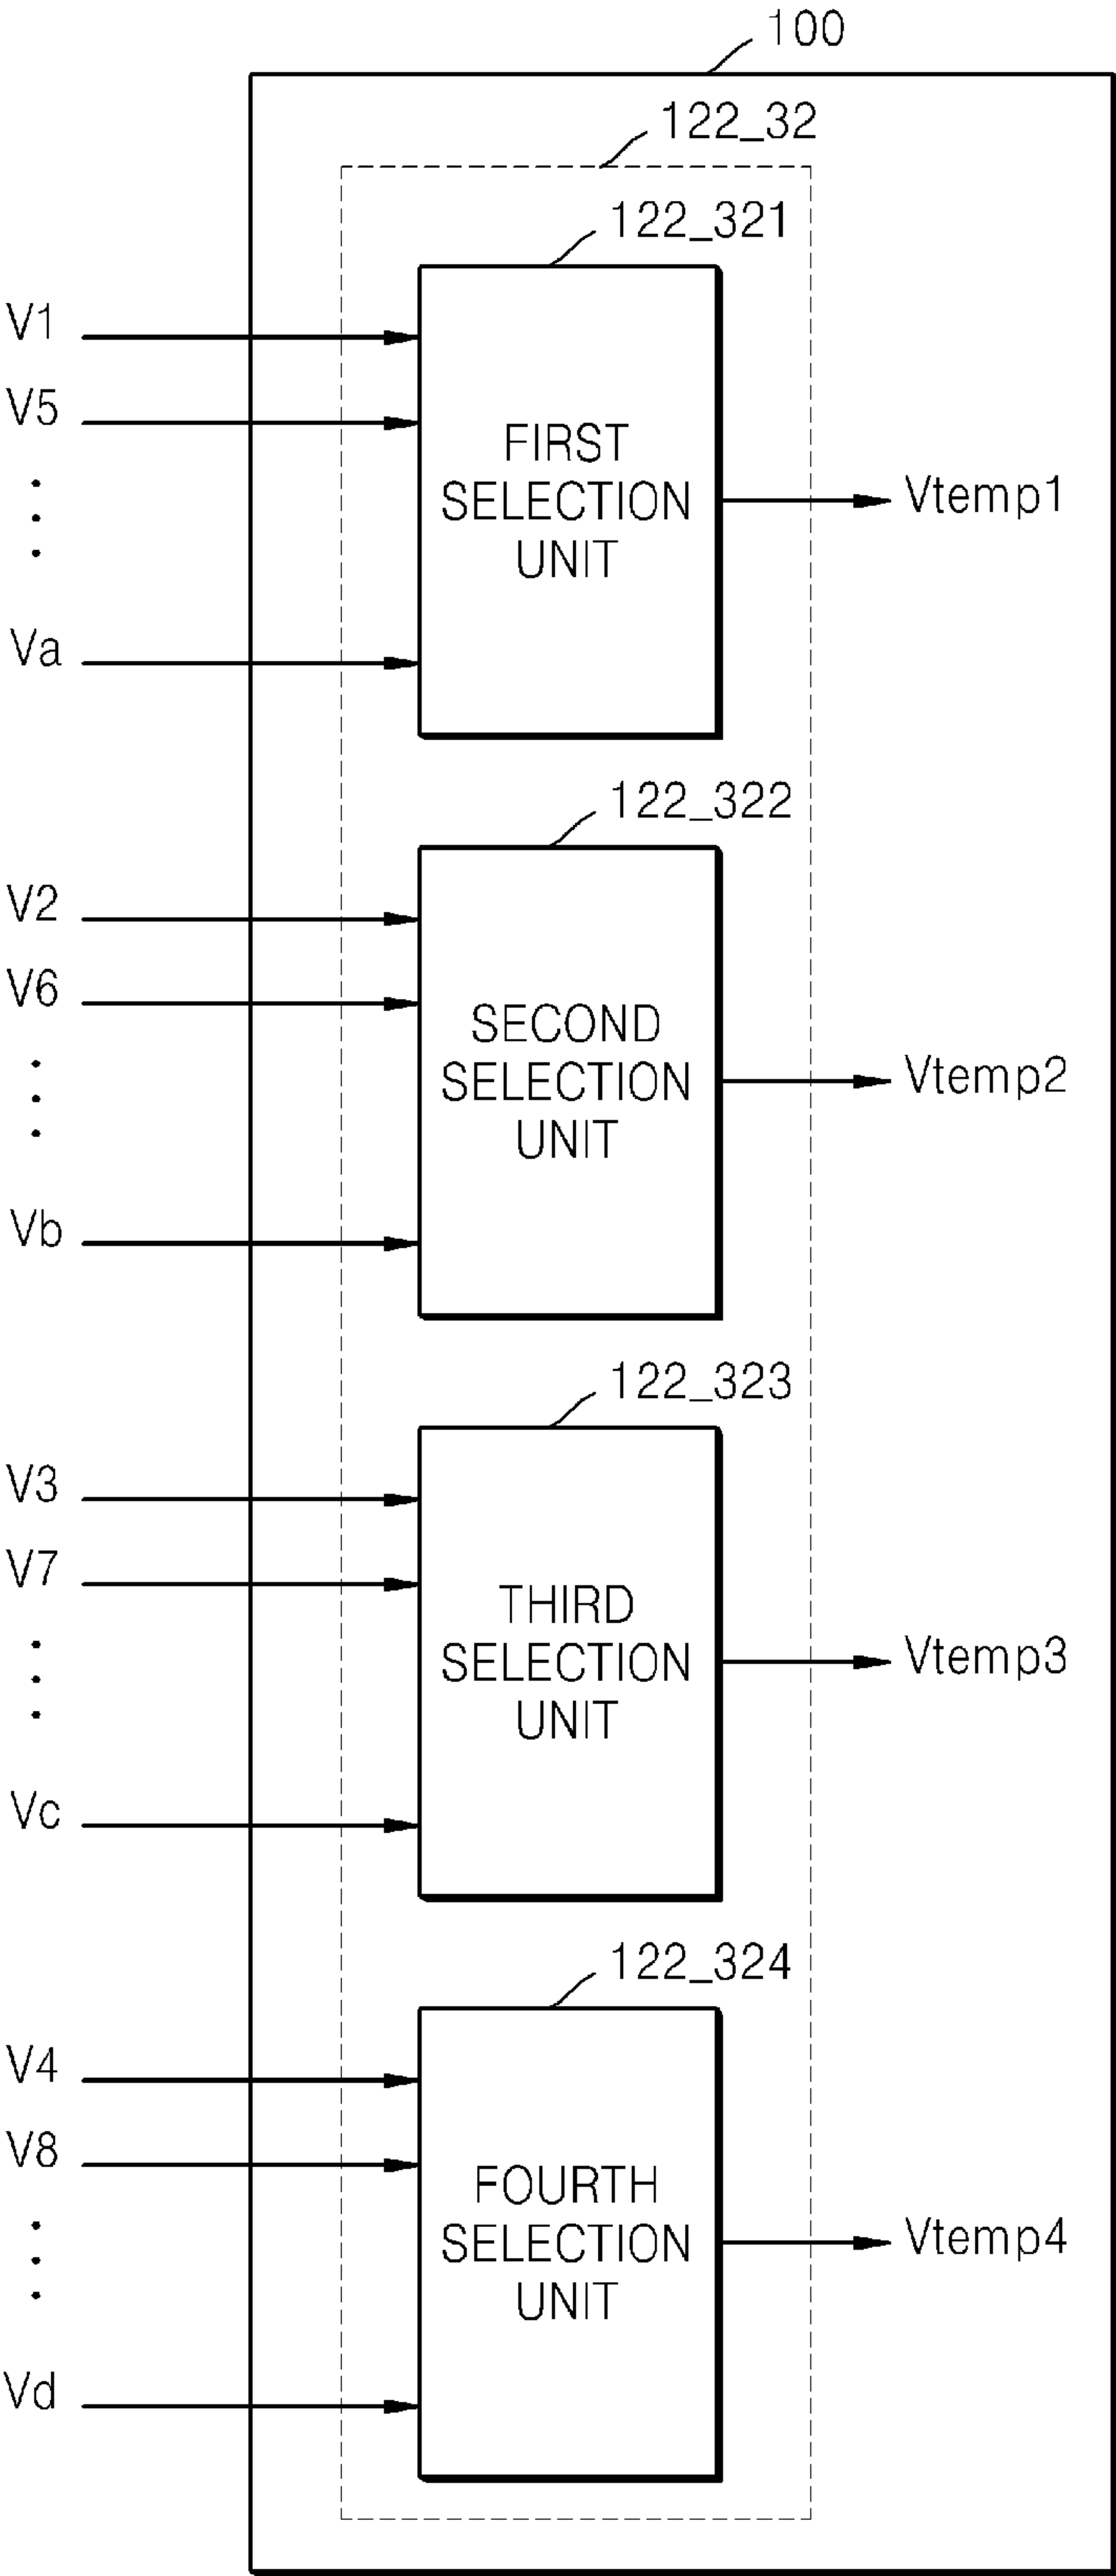 100
122_32
122_321
V1
V5
FIRST
SELECTION
UNIT
Vtemp1
Va
122_322
V2
V6
SECOND
SELECTION
UNIT
Vtemp2
Vb
122_323
V3
V7
THIRD
SELECTION
UNIT
Vtemp3
Vc
122_324
V4
V8
FOURTH
SELECTION
UNIT
Vtemp4
Vd